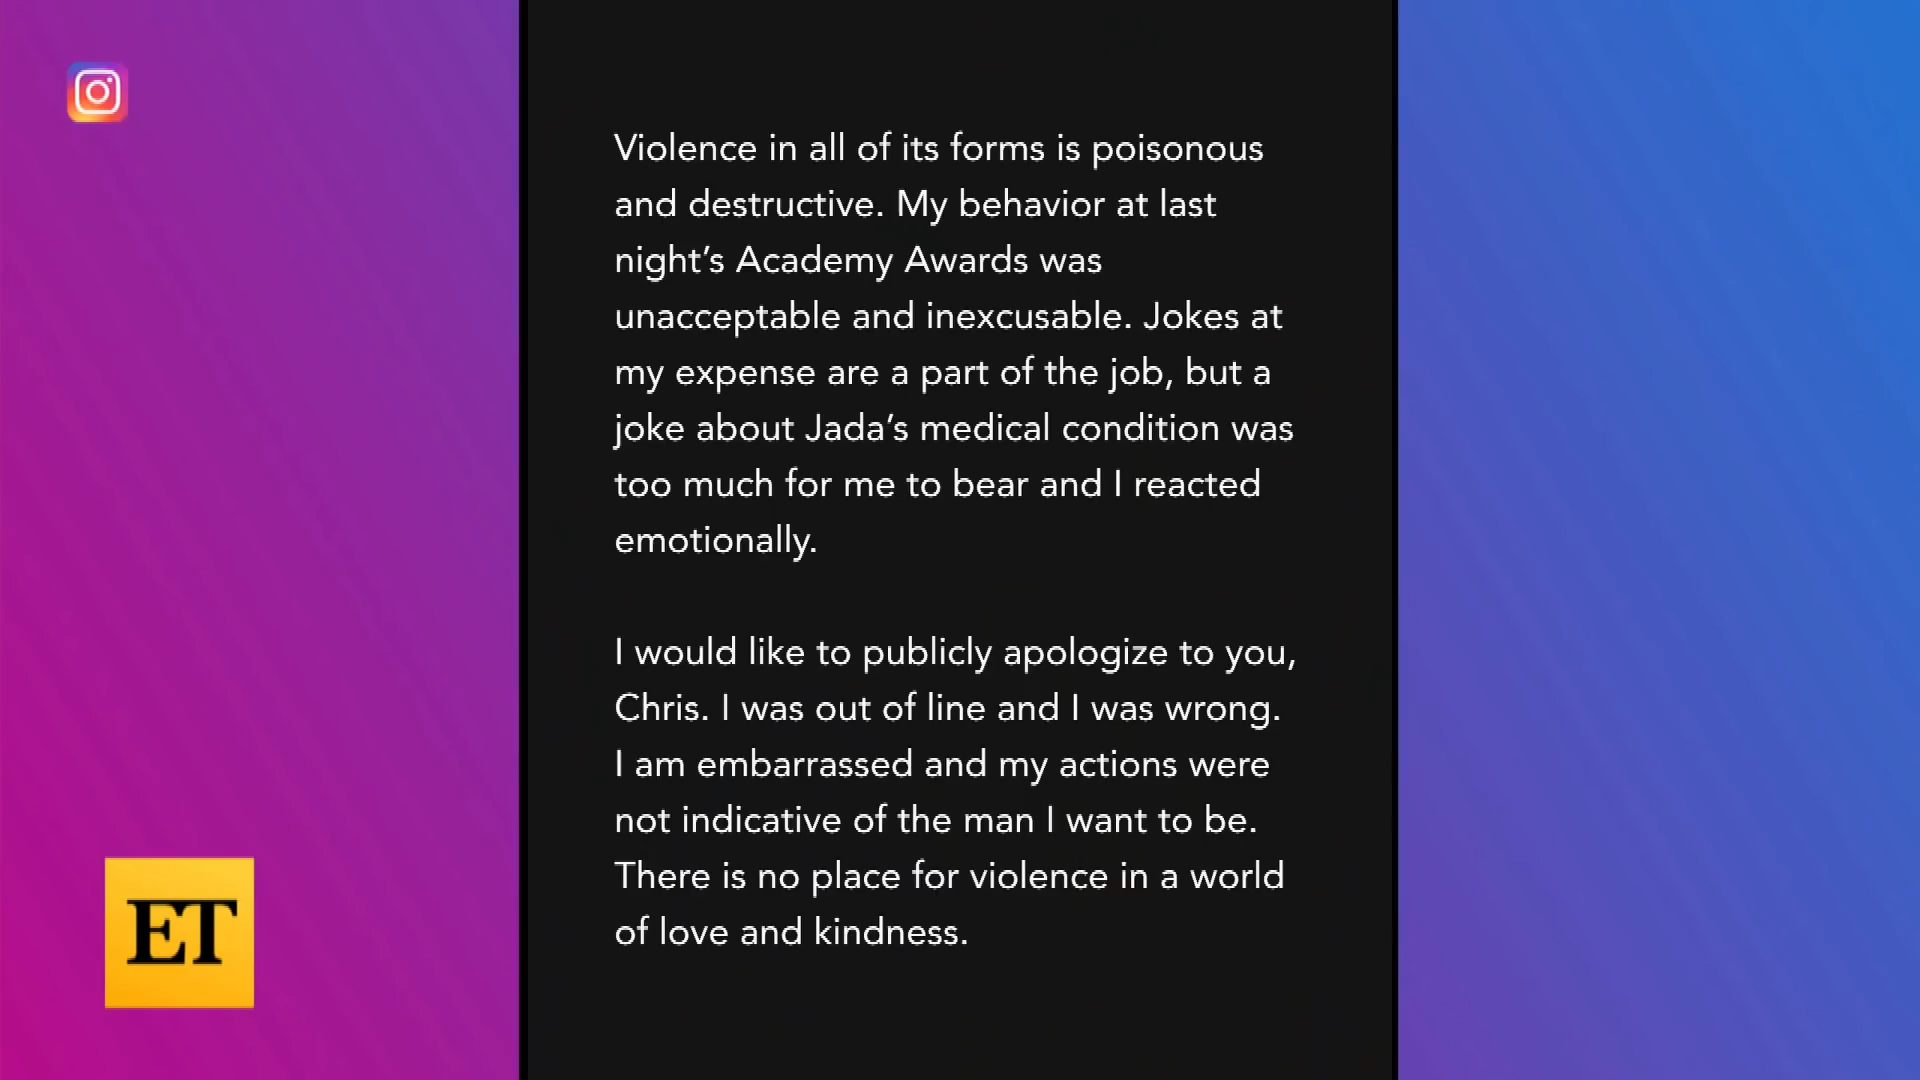 Violence in all of its forms is poisonous
and destructive. My behavior at last
night’s Academy Awards was
unacceptable and inexcusable. Jokes at
my expense are a part of the job, but a
joke about Jada’s medical condition was
too much for me to bear and I reacted
emotionally.
I would like to publicly apologize to you,
Chris. I was out of line and I was wrong.
I am embarrassed and my actions were
not indicative of the man I want to be.
There is no place for violence in a world
of love and kindness.
ET